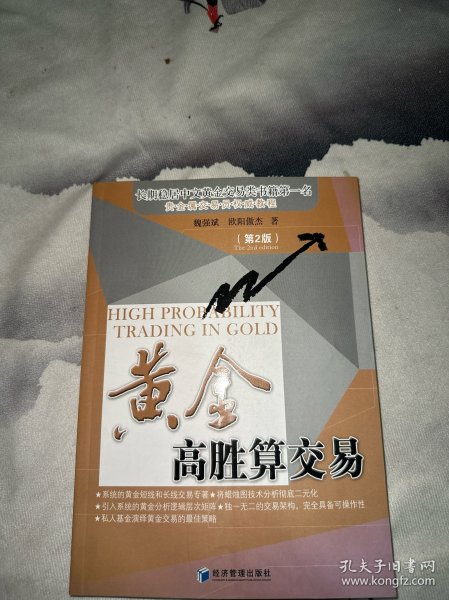 长期稳居中文黄金交易类书籍第一名
黄金圈交易员权威教程
魏强斌 欧阳傲杰 著
(第2版)
The 2nd edition
HIGH PROBABILITY
TRADING IN GOLD
黄金
高胜算交易
★系统的黄金短线和长线交易专著★将蜡烛图技术分析彻底二元化
★引入系统的黄金分析逻辑层次矩阵★独一无二的交易架构，完全具备可操作性
★私人基金演绎黄金交易的最佳策略
经济管理出版社
孔夫子旧书网
kongfz.com